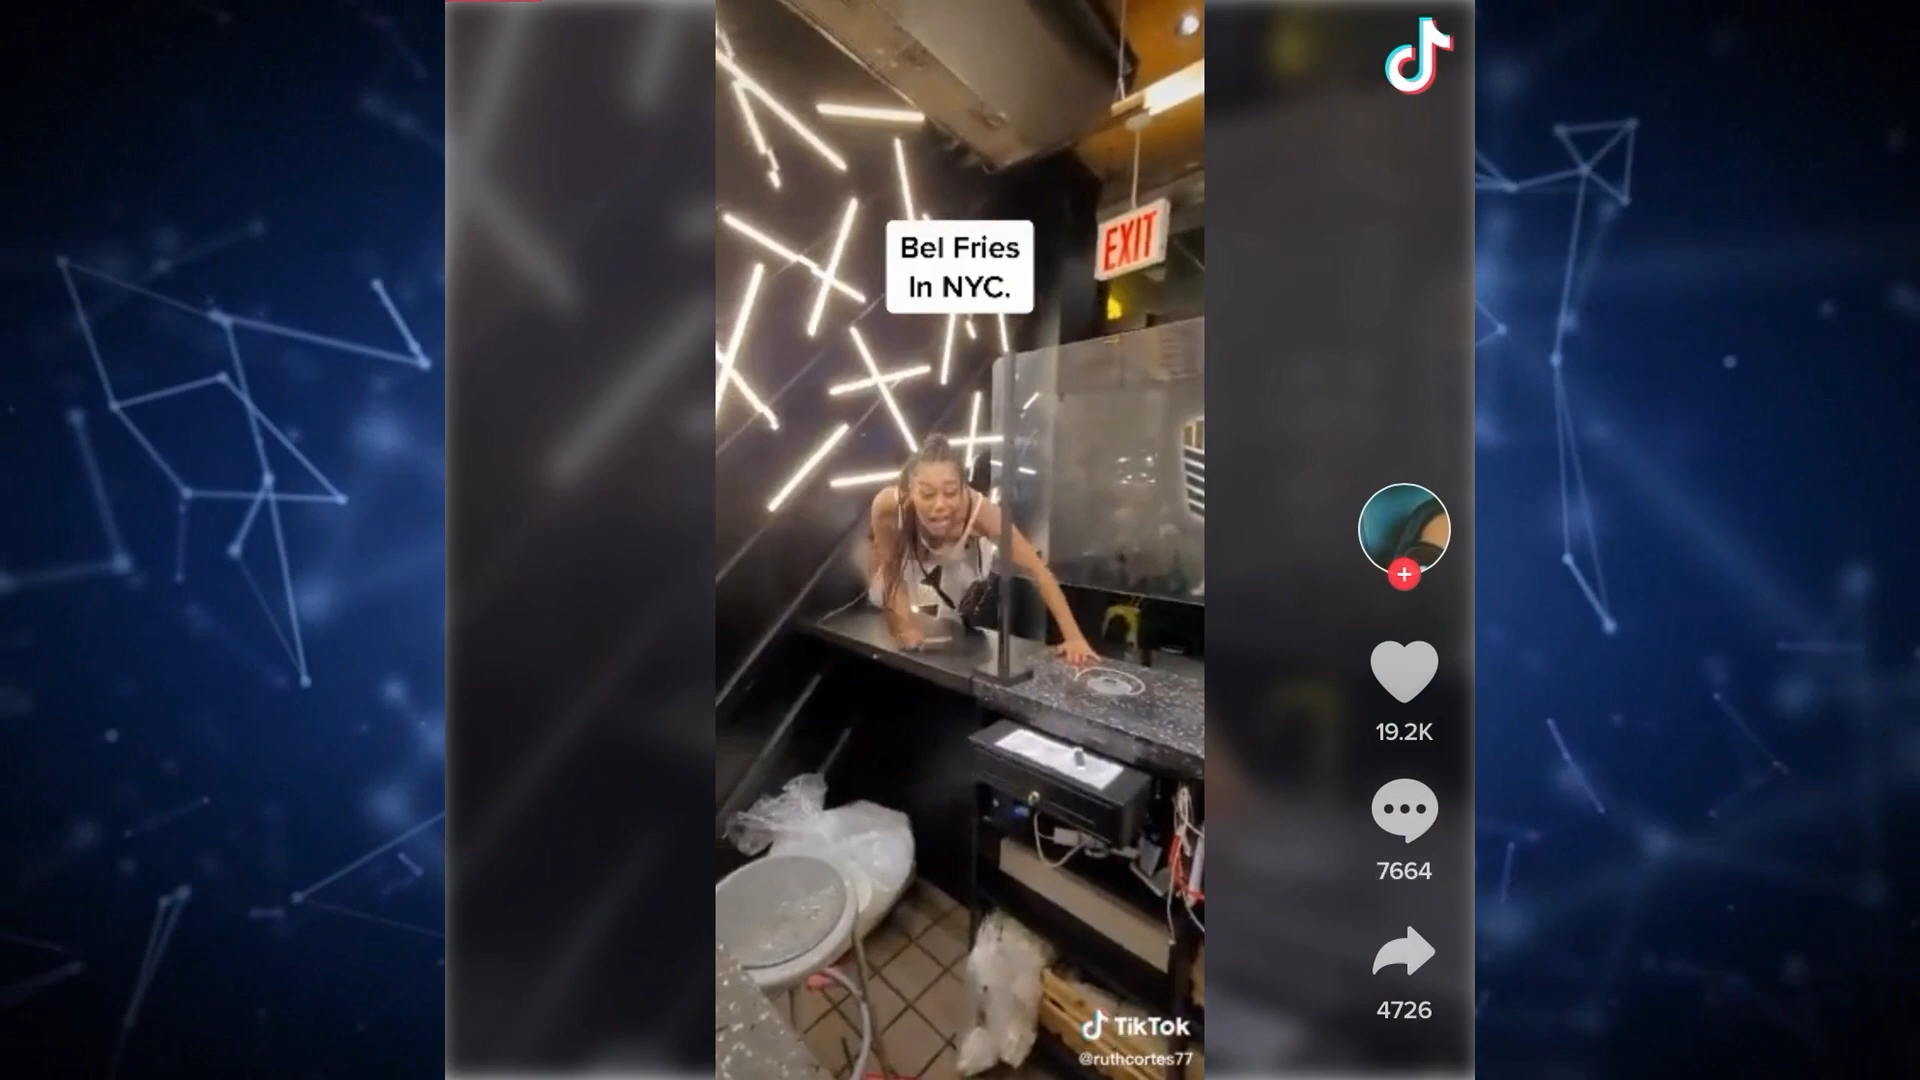 Bel Fries
In NYC.
EXIT
19.2K
7664
4726
TikTok
@ruthcortes77